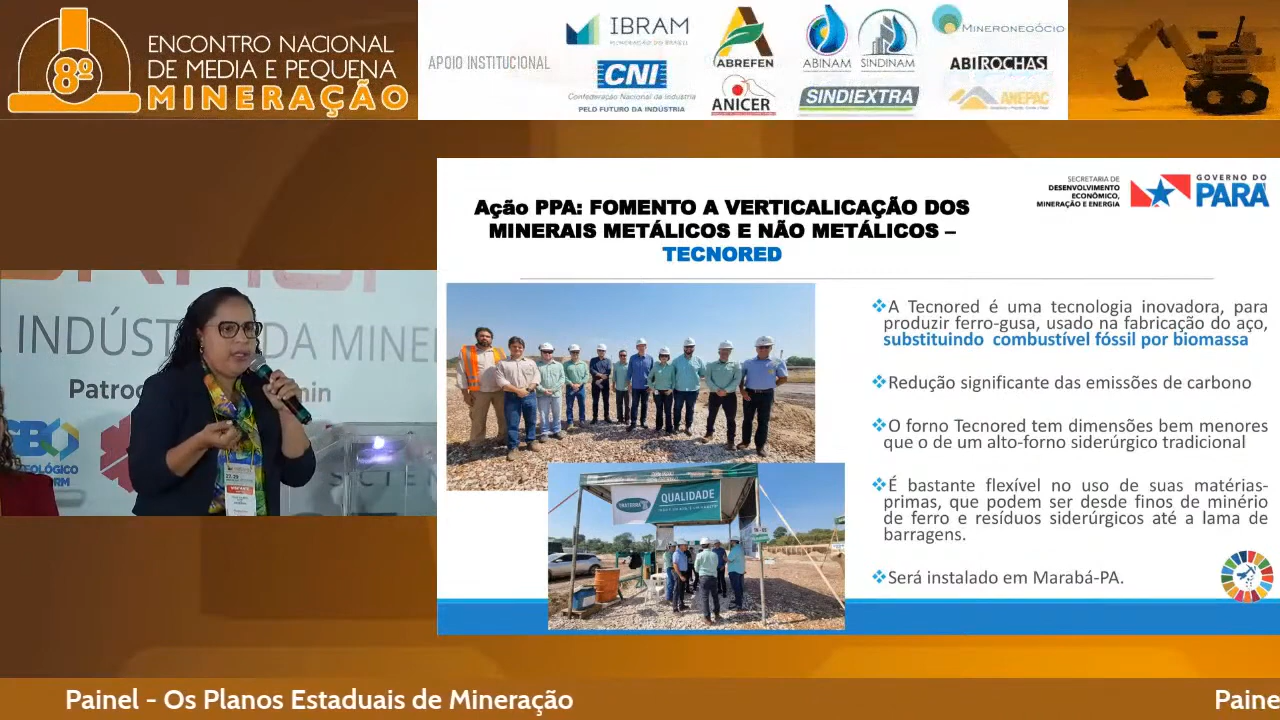 8º
ENCONTRO NACIONAL
DE MEDIA E PEQUENA
MINERAÇÃO
APOIO INSTITUCIONAL
IBRAM
MINERAÇÃO DO BRASIL
CNI
Confederação Nacional da Indústria
PELO FUTURO DA INDÚSTRIA
ABREFEN
ANICER
ABINAM
SINDINAM
SINDIEXTRA
MINERONEGÓCIO
ABIROCHAS
ANEPAC
SECRETARIA DE
DESENVOLVIMENTO
ECONÔMICO,
MINERAÇÃO E ENERGIA
GOVERNO DO
PARÁ
Ação PPA: FOMENTO A VERTICALICAÇÃO DOS
MINERAIS METÁLICOS E NÃO METÁLICOS –
TECNORED
A Tecnored é uma tecnologia inovadora, para
produzir ferro-gusa, usado na fabricação do aço,
substituindo combustível fóssil por biomassa
Redução significante das emissões de carbono
O forno Tecnored tem dimensões bem menores
que o de um alto-forno siderúrgico tradicional
É bastante flexível no uso de suas matérias-
primas, que podem ser desde finos de minério
de ferro e resíduos siderúrgicos até a lama de
barragens.
Será instalado em Marabá-PA.
QUALIDADE
INDÚST DA MINE
Patroc min
Painel - Os Planos Estaduais de Mineração
Paine